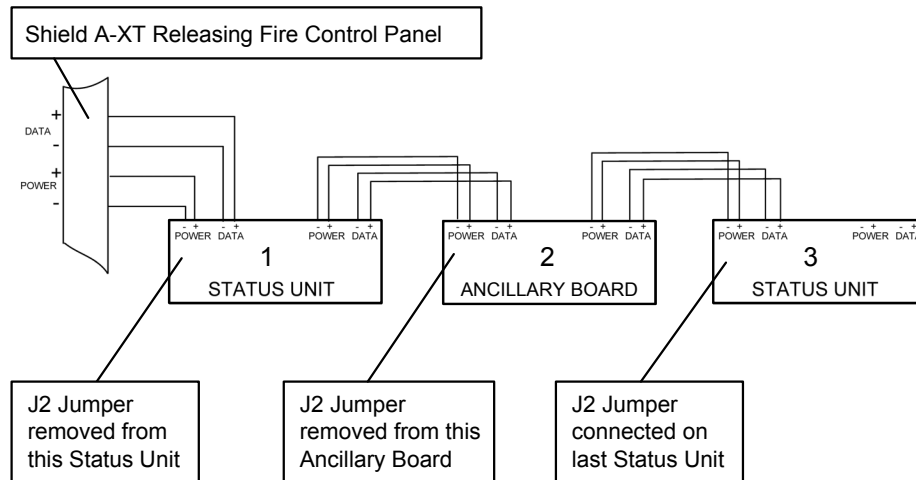 Shield A-XT Releasing Fire Control Panel
+
DATA
-
+
POWER
-
- + - +
POWER DATA
- + - +
POWER DATA
1
STATUS UNIT
- + - +
POWER DATA
- + - +
POWER DATA
2
ANCILLARY BOARD
- + - +
POWER DATA
- + - +
POWER DATA
3
STATUS UNIT
J2 Jumper
removed from
this Status Unit
J2 Jumper
removed from this
Ancillary Board
J2 Jumper
connected on
last Status Unit